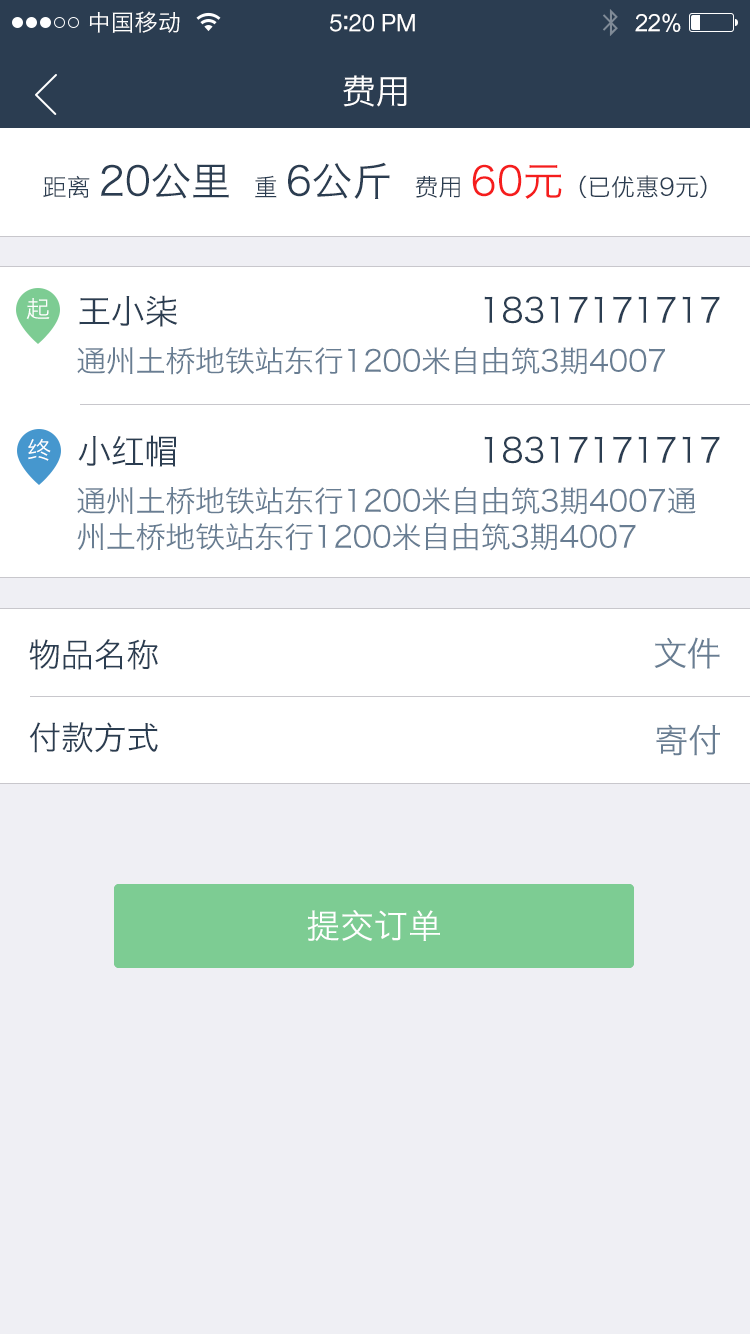 中国移动 5:20 PM 22%
费用
距离 20公里 重 6公斤 费用 60元（已优惠9元）
起 王小柒 18317171717
通州土桥地铁站东行1200米自由筑3期4007
终 小红帽 18317171717
通州土桥地铁站东行1200米自由筑3期4007通
州土桥地铁站东行1200米自由筑3期4007
物品名称 文件
付款方式 寄付
提交订单